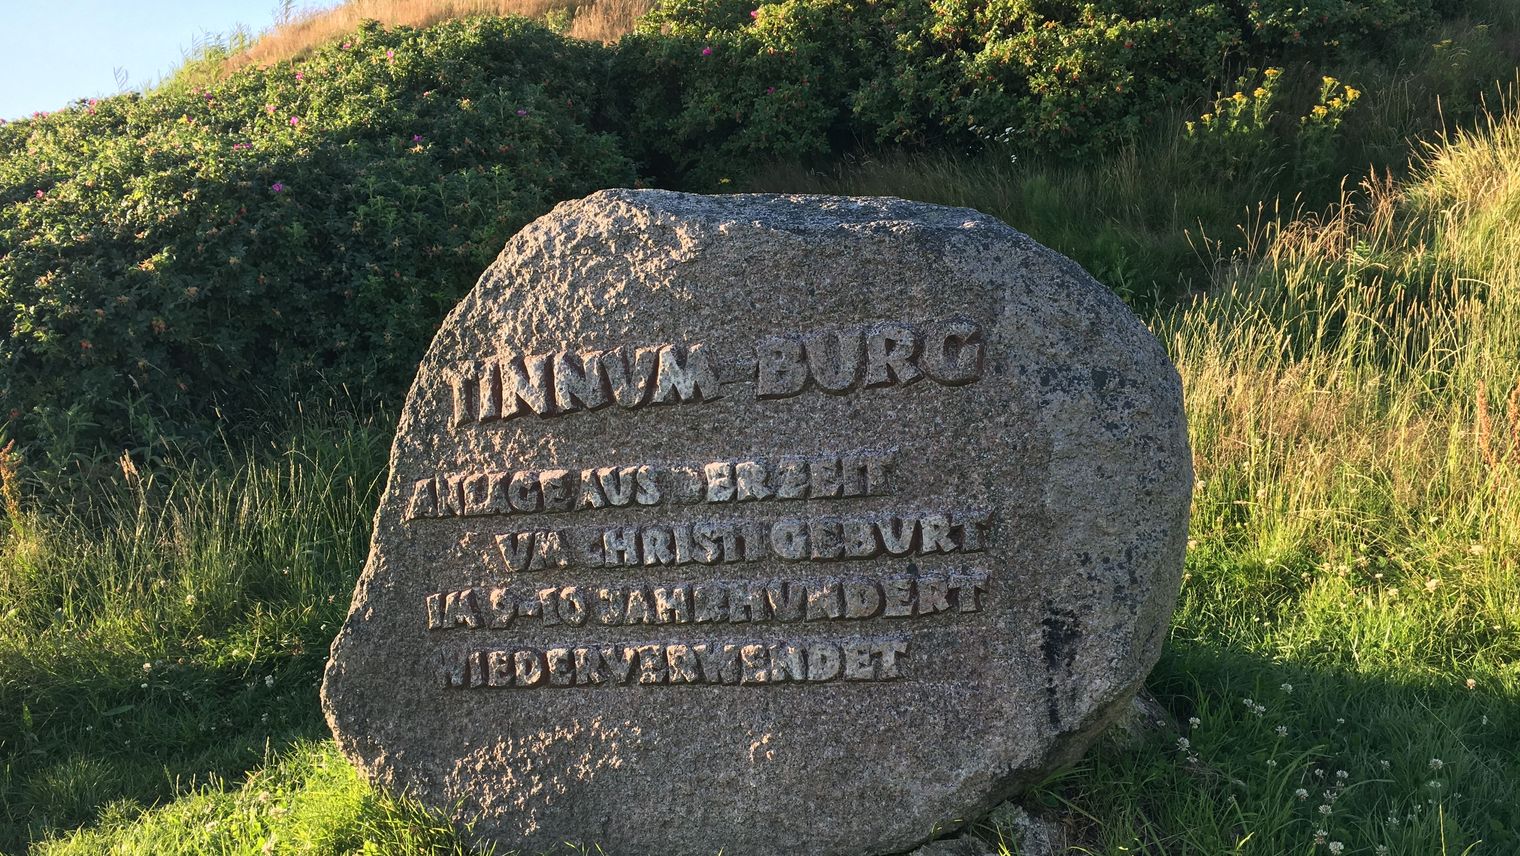 TINNUM-BURG
ANLAGE AUS DER ZEIT
UM CHRISTI GEBURT
IM 9-10 JAHRHUNDERT
WIEDERVERWENDET